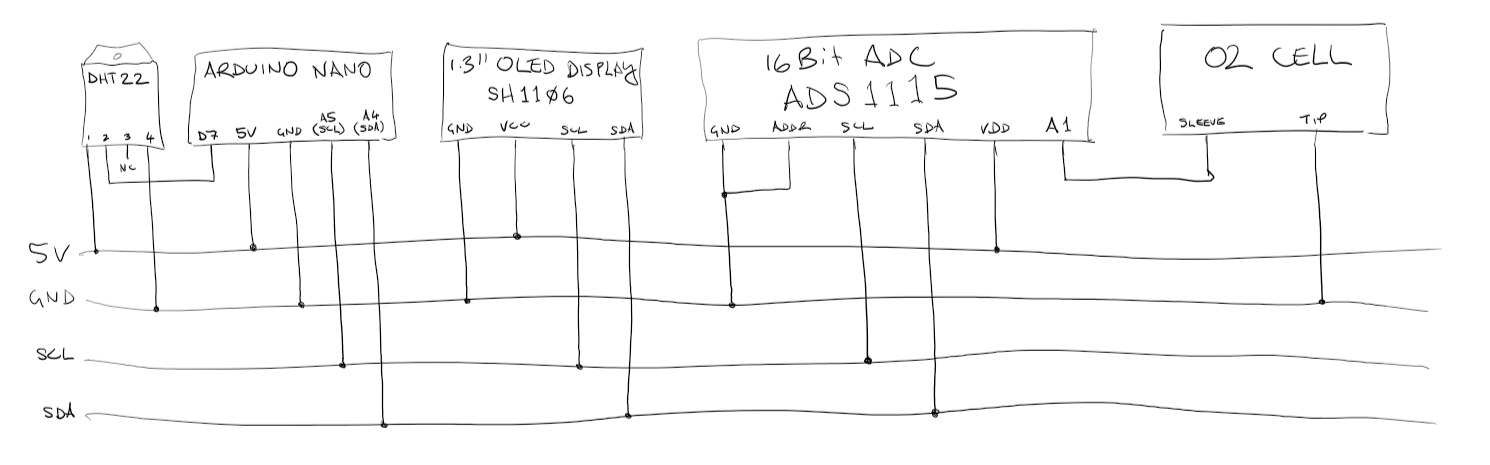 DHT22
1 2 3 4
NC
ARDUINO NANO
D7 5V GND A5 (SCL) A4 (SDA)
1.3" OLED DISPLAY
SH1106
GND VCC SCL SDA
16Bit ADC
ADS1115
GND ADDR SCL SDA VDD A1
O2 CELL
SLEEVE TIP
5V
GND
SCL
SDA